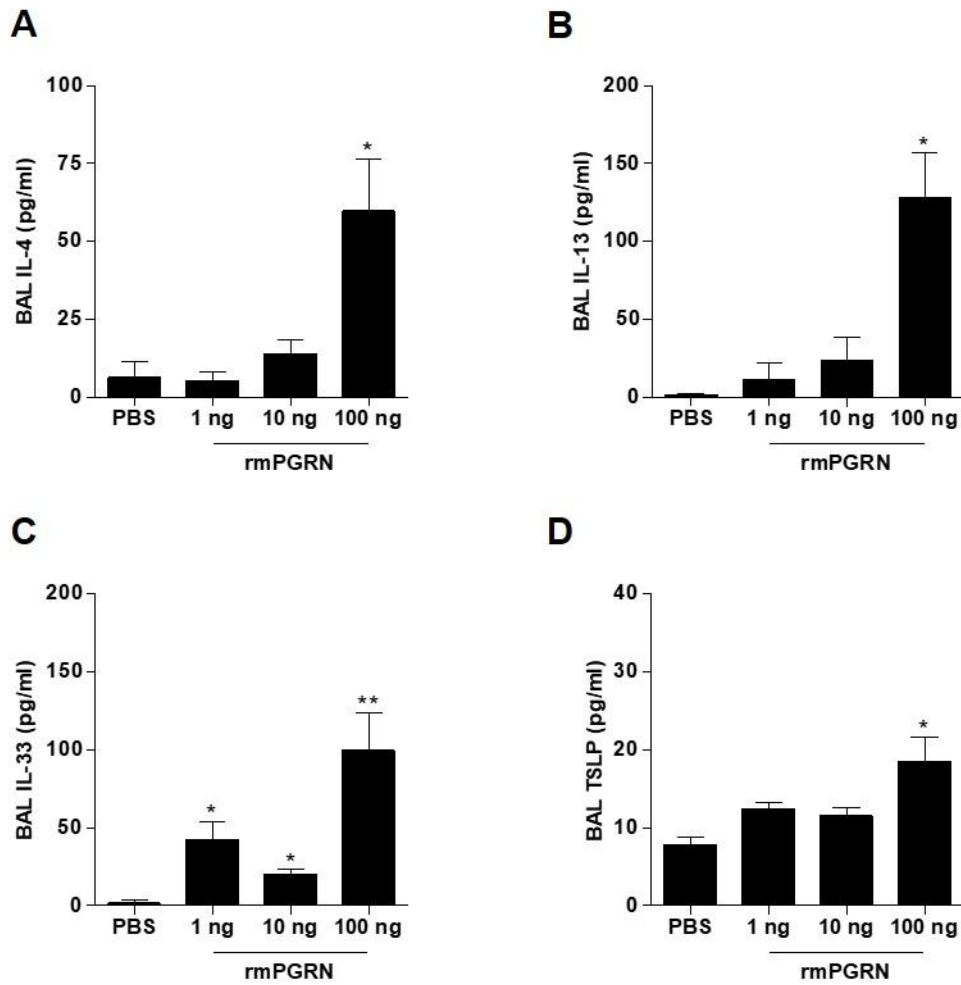 A
BAL IL-4 (pg/ml)
100
75
50
25
0
*
PBS 1 ng 10 ng 100 ng
rmPGRN
B
BAL IL-13 (pg/ml)
200
150
100
50
0
*
PBS 1 ng 10 ng 100 ng
rmPGRN
C
BAL IL-33 (pg/ml)
200
150
100
50
0
* * **
PBS 1 ng 10 ng 100 ng
rmPGRN
D
BAL TSLP (pg/ml)
40
30
20
10
0
*
PBS 1 ng 10 ng 100 ng
rmPGRN